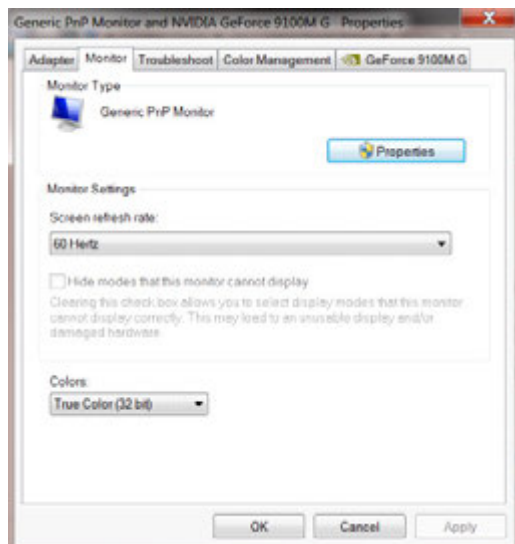 Generic PnP Monitor and NVIDIA GeForce 9100M G Properties
Adapter Monitor Troubleshoot Color Management GeForce 9100M G
Monitor Type
Generic PnP Monitor
Properties
Monitor Settings
Screen refresh rate:
60 Hertz
Hide modes that this monitor cannot display
Clearing this check box allows you to select display modes that this monitor
cannot display correctly. This may lead to an unusable display and/or
damaged hardware.
Colors:
True Color (32 bit)
OK Cancel Apply